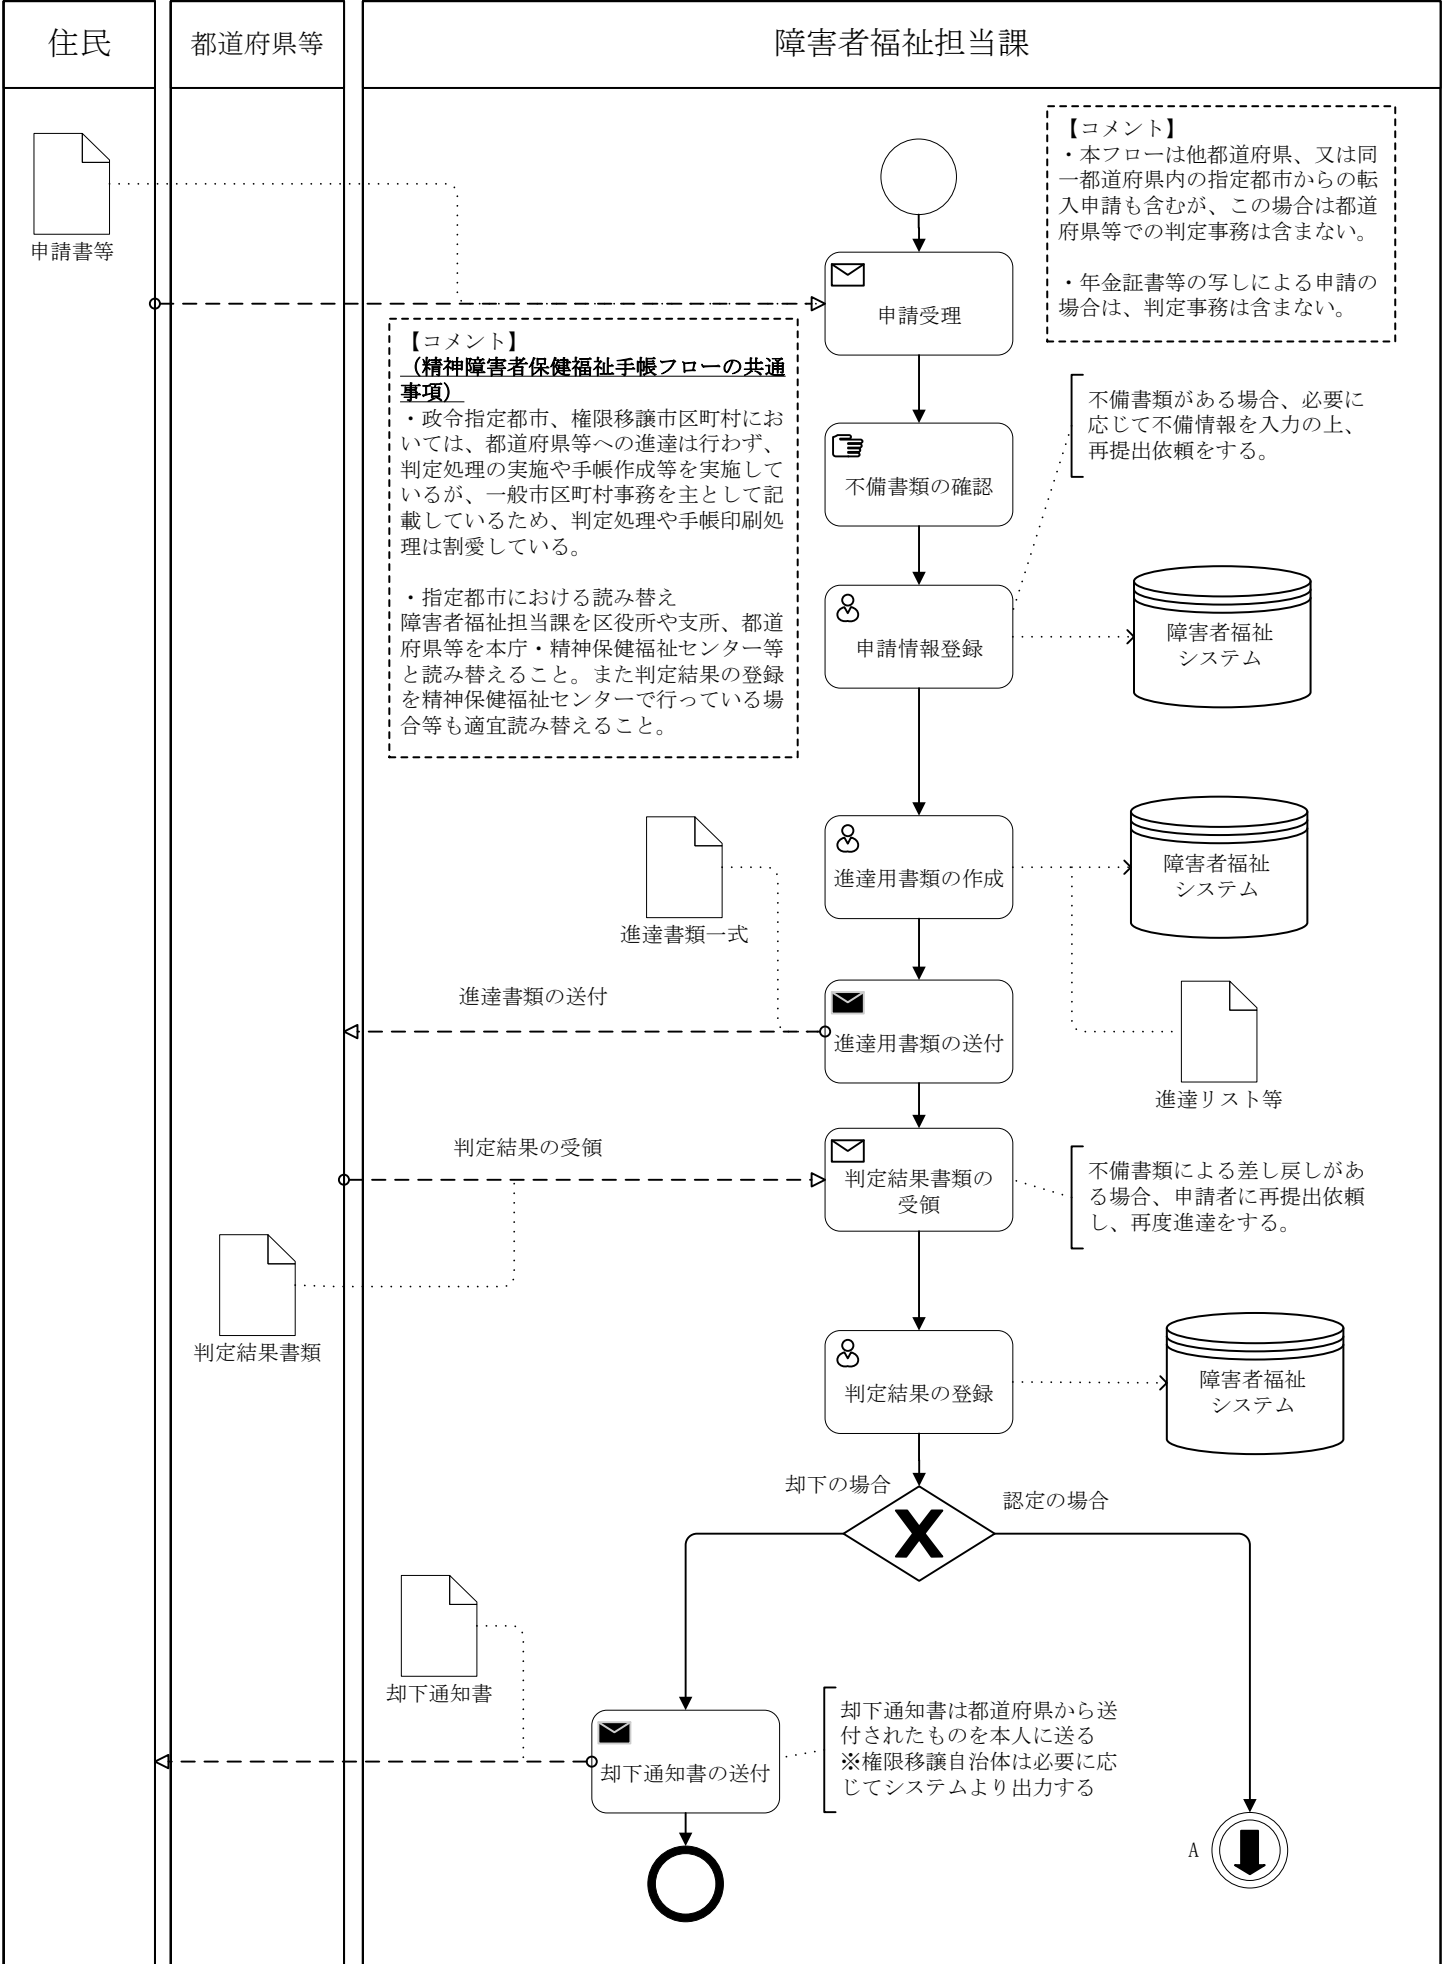 住民
都道府県等
障害者福祉担当課
【コメント】
・本フローは他都道府県、又は同
一都道府県内の指定都市からの転
入申請も含むが、この場合は都道
府県等での判定事務は含まない。
・年金証書等の写しによる申請の
場合は、判定事務は含まない。
申請書等
申請受理
【コメント】
（精神障害者保健福祉手帳フローの共通
事項）
・政令指定都市、権限移譲市区町村にお
いては、都道府県等への進達は行わず、
判定処理の実施や手帳作成等を実施して
いるが、一般市区町村事務を主として記
載しているため、判定処理や手帳印刷処
理は割愛している。
・指定都市における読み替え
障害者福祉担当課を区役所や支所、都道
府県等を本庁・精神保健福祉センター等
と読み替えること。また判定結果の登録
を精神保健福祉センターで行っている場
合等も適宜読み替えること。
不備書類がある場合、必要に
応じて不備情報を入力の上、
再提出依頼をする。
不備書類の確認
申請情報登録
障害者福祉
システム
進達用書類の作成
障害者福祉
システム
進達書類一式
進達書類の送付
進達用書類の送付
進達リスト等
判定結果の受領
判定結果書類の
受領
不備書類による差し戻しがあ
る場合、申請者に再提出依頼
し、再度進達をする。
判定結果書類
判定結果の登録
障害者福祉
システム
却下の場合
認定の場合
X
却下通知書
却下通知書の送付
却下通知書は都道府県から送
付されたものを本人に送る
※権限移譲自治体は必要に応
じてシステムより出力する
A